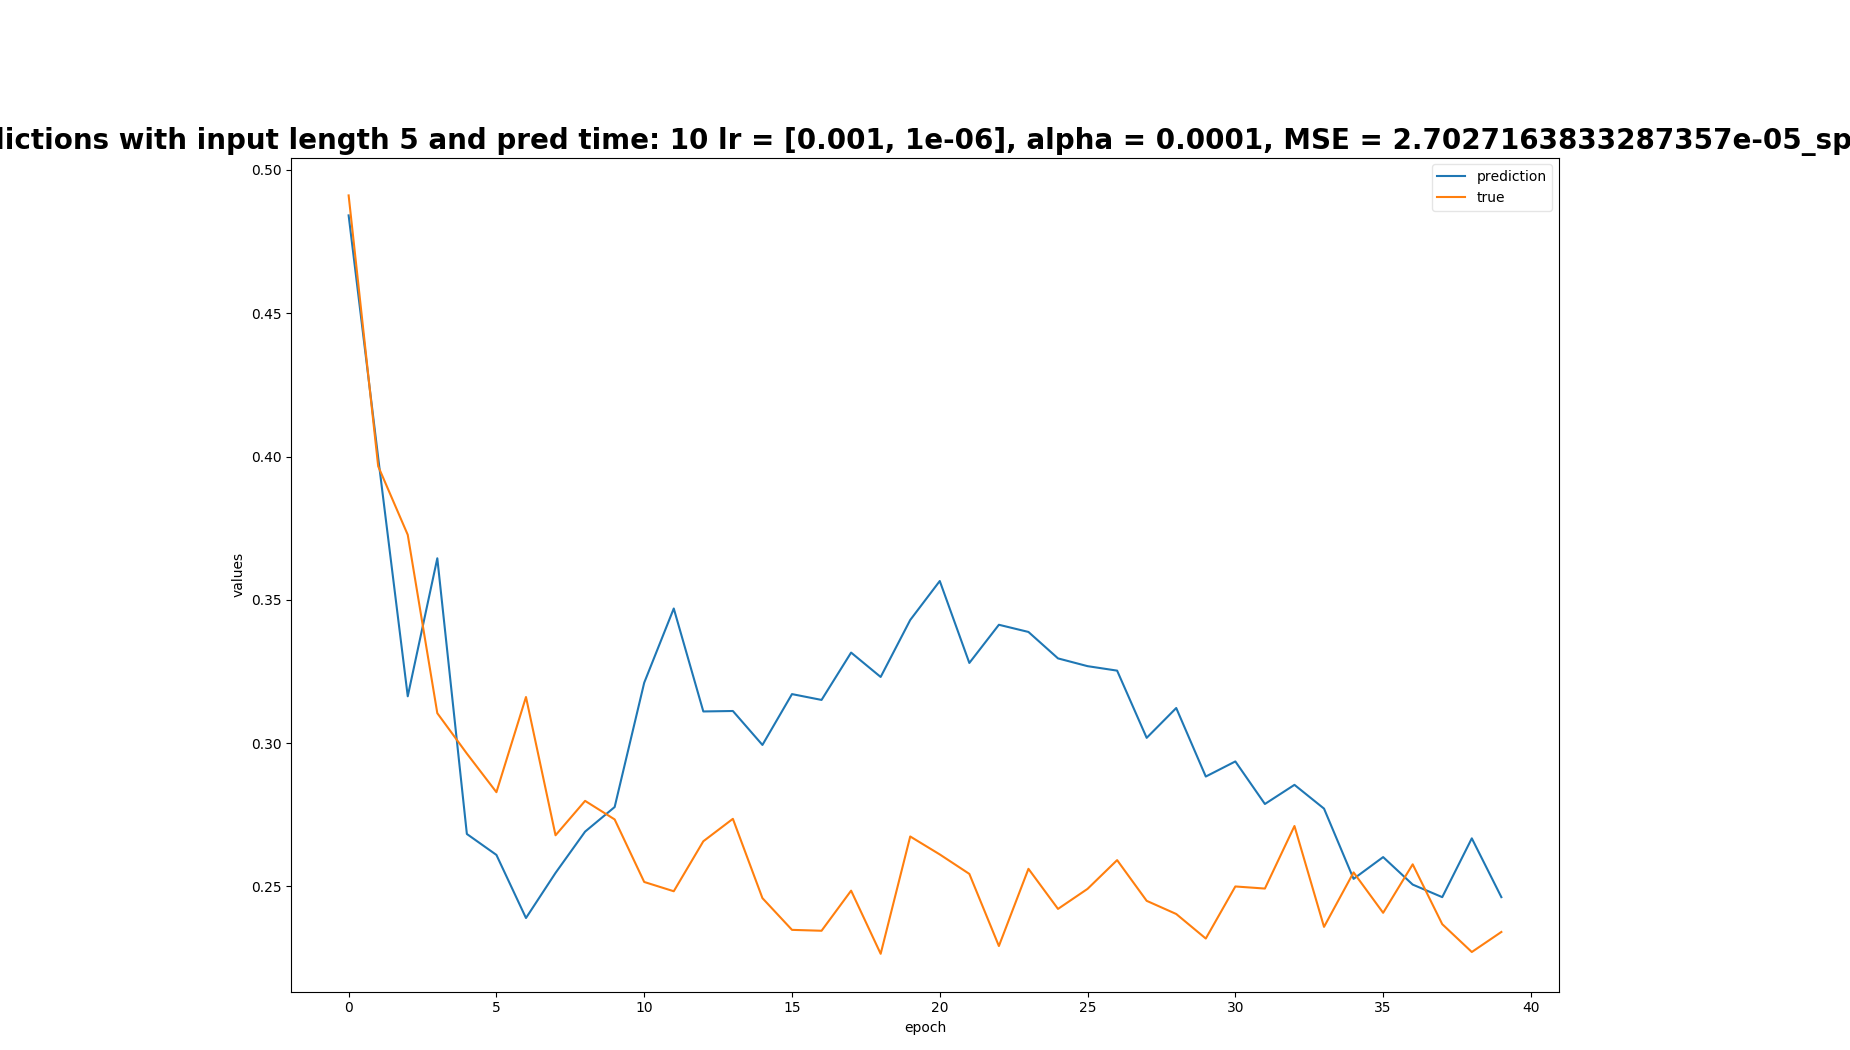 dictions with input length 5 and pred time: 10 lr = [0.001, 1e-06], alpha = 0.0001, MSE = 2.7027163833287357e-05_sp
prediction
true
0.50
0.45
0.40
0.35
0.30
0.25
values
0 5 10 15 20 25 30 35 40
epoch